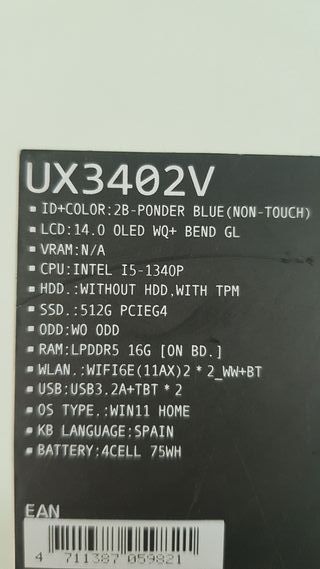 UX3402V
▪ ID+COLOR:2B-PONDER BLUE(NON-TOUCH)
▪ LCD:14.0 OLED WQ+ BEND GL
▪ VRAM:N/A
▪ CPU:INTEL I5-1340P
▪ HDD.:WITHOUT HDD,WITH TPM
▪ SSD.:512G PCIEG4
▪ ODD:WO ODD
▪ RAM:LPDDR5 16G [ON BD.]
▪ WLAN.:WIFI6E(11AX)2*2_WW+BT
▪ USB:USB3.2A+TBT*2
▪ OS TYPE.:WIN11 HOME
▪ KB LANGUAGE:SPAIN
▪ BATTERY:4CELL 75WH
EAN
4 711387 059821